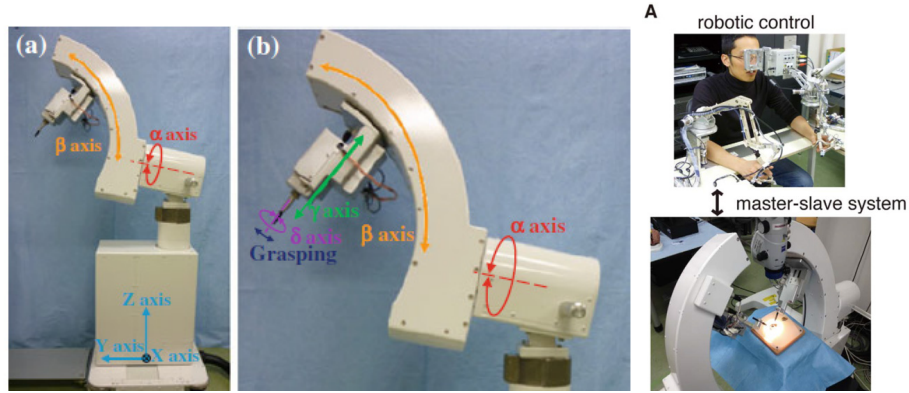 (a)
β axis
α axis
Z axis
Y axis
X axis
(b)
γ axis
δ axis
Grasping
β axis
α axis
A
robotic control
master-slave system